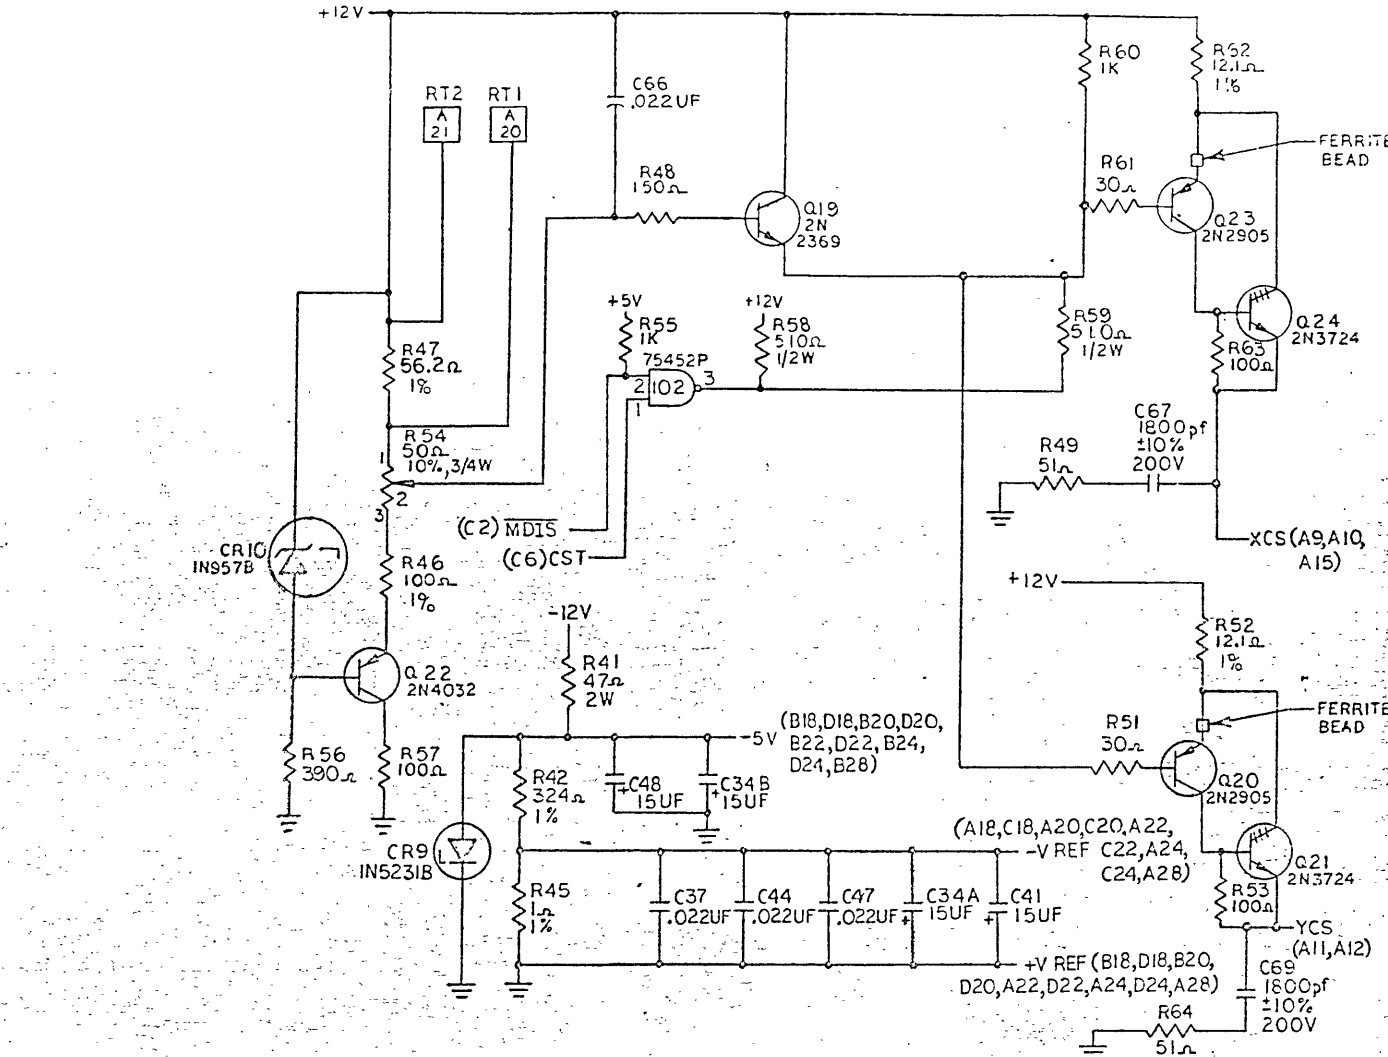 +12V
RT2
A
21
RT1
A
20
C66
.022UF
R60
1K
R62
12.1Ω
1%
FERRITE
BEAD
R48
150Ω
Q19
2N
2369
R61
30Ω
Q23
2N2905
+5V
R55
1K
75452P
2
1
102
3
+12V
R58
510Ω
1/2W
R59
510Ω
1/2W
Q24
2N3724
R63
100Ω
R47
56.2Ω
1%
R54
50Ω
10%,3/4W
1
2
3
C67
1800pf
±10%
200V
R49
51Ω
(C2) MDIS
(C6)CST
XCS(A9,A10,
A15)
CR10
1N957B
R46
100Ω
1%
+12V
R52
12.1Ω
1%
-12V
R41
47Ω
2W
Q22
2N4032
FERRITE
BEAD
R51
30Ω
Q20
2N2905
R56
390Ω
R57
100Ω
-5V
(B18,D18,B20,D20,
B22,D22,B24,
D24,B28)
R42
324Ω
1%
+C48
15UF
+C34B
15UF
CR9
1N5231B
(A18,C18,A20,C20,A22,
-V REF C22,A24,
C24,A28)
Q21
2N3724
R53
100Ω
R45
1Ω
1%
C37
.022UF
C44
.022UF
C47
.022UF
C34A
+ 15UF
C41
+ 15UF
YCS
(A11,A12)
+V REF (B18,D18,B20,
D20,A22,D22,A24,D24,A28)
C69
1800pf
±10%
200V
R64
51Ω